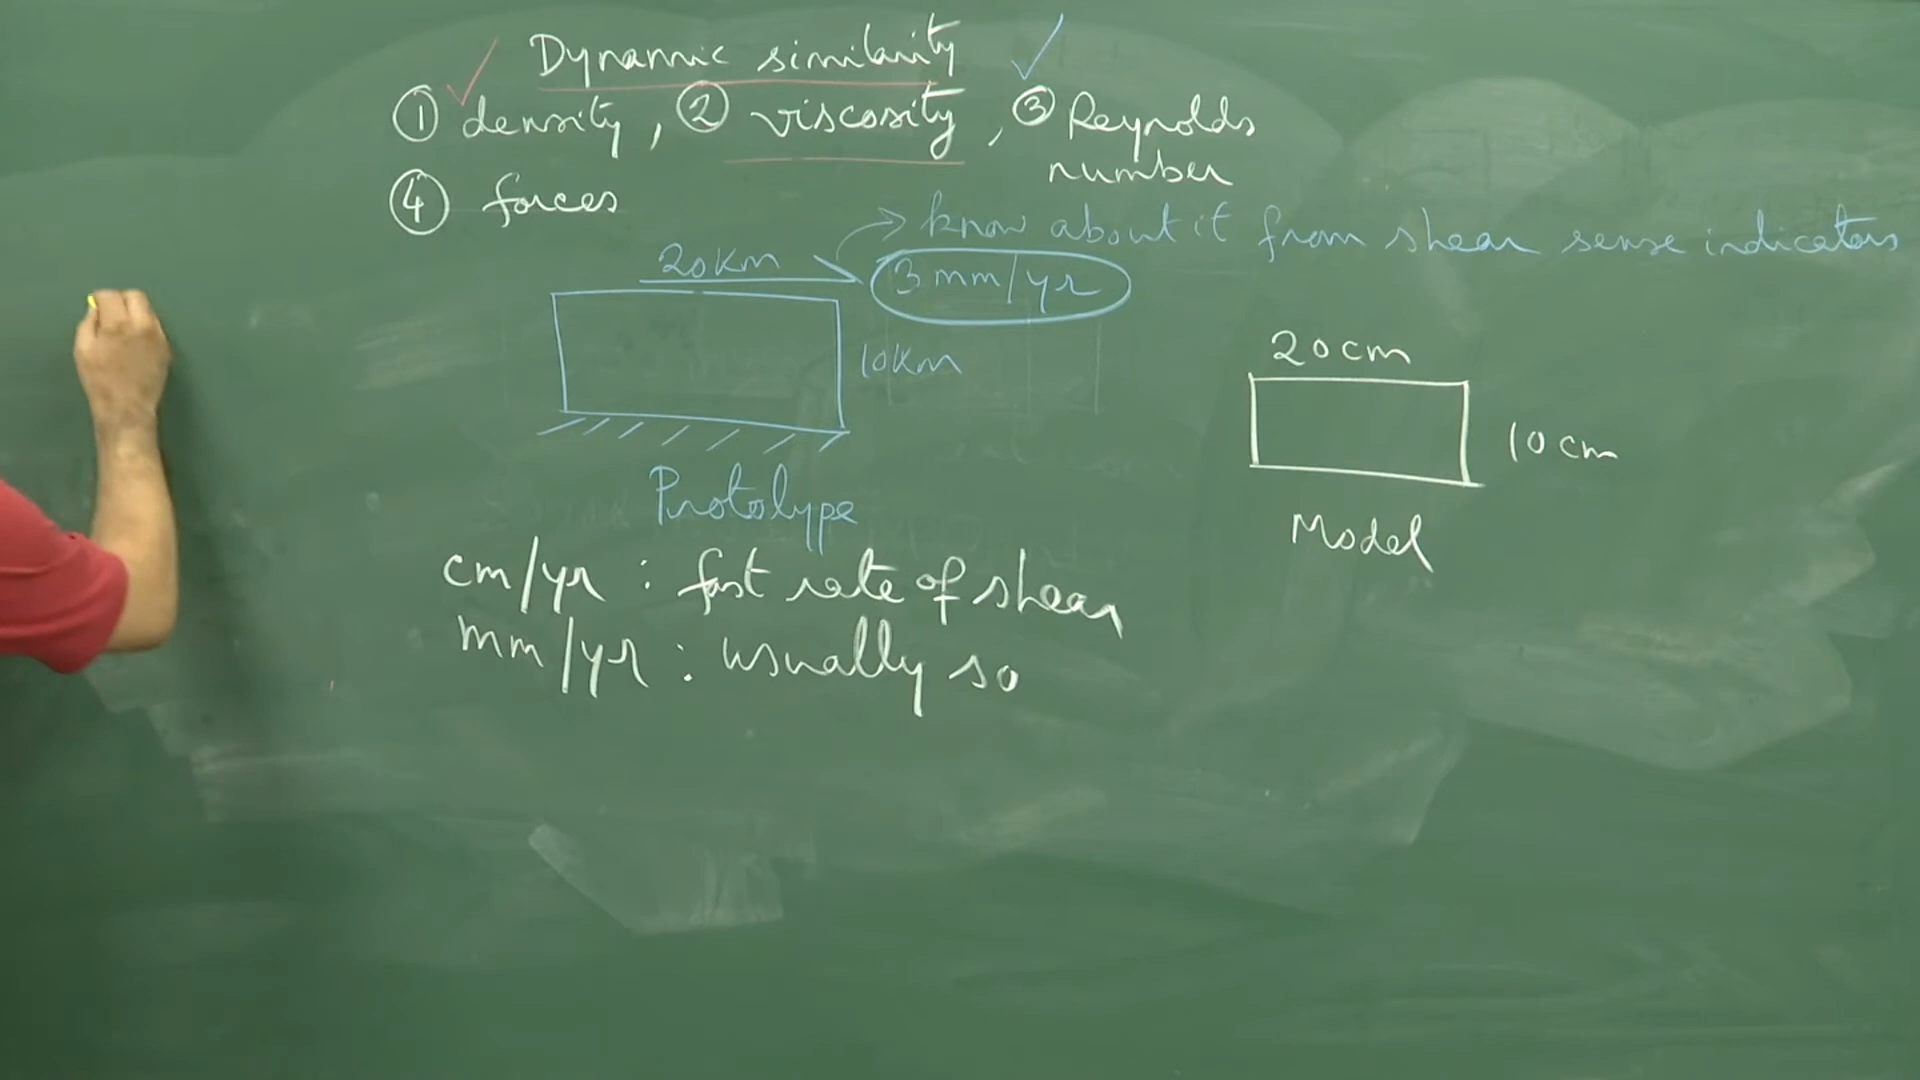 Dynamic similarity
① density, ② viscosity, ③ Reynolds
number
④ forces
→ know about it from shear sense indicators
20 km
3 mm/yr
10 km
Prototype
20 cm
10 cm
Model
cm/yr : fast rate of shear
mm/yr : usually so